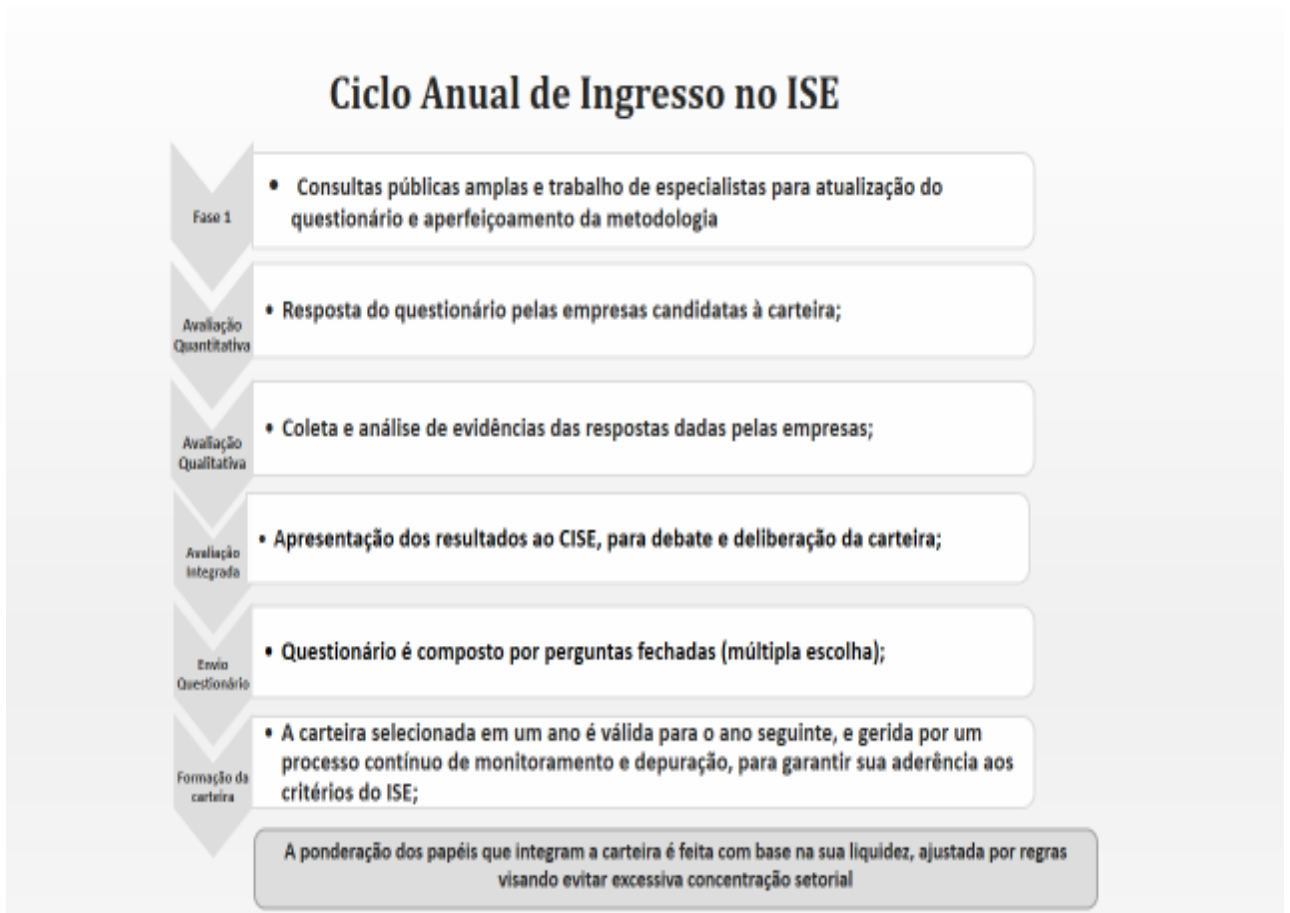 Ciclo Anual de Ingresso no ISE
Fase 1
• Consultas públicas amplas e trabalho de especialistas para atualização do
questionário e aperfeiçoamento da metodologia
Avaliação
Quantitativa
• Resposta do questionário pelas empresas candidatas à carteira;
Avaliação
Qualitativa
• Coleta e análise de evidências das respostas dadas pelas empresas;
Avaliação
Integrada
• Apresentação dos resultados ao CISE, para debate e deliberação da carteira;
Envio
Questionário
• Questionário é composto por perguntas fechadas (múltipla escolha);
Formação da
carteira
• A carteira selecionada em um ano é válida para o ano seguinte, e gerida por um
processo contínuo de monitoramento e depuração, para garantir sua aderência aos
critérios do ISE;
A ponderação dos papéis que integram a carteira é feita com base na sua liquidez, ajustada por regras
visando evitar excessiva concentração setorial